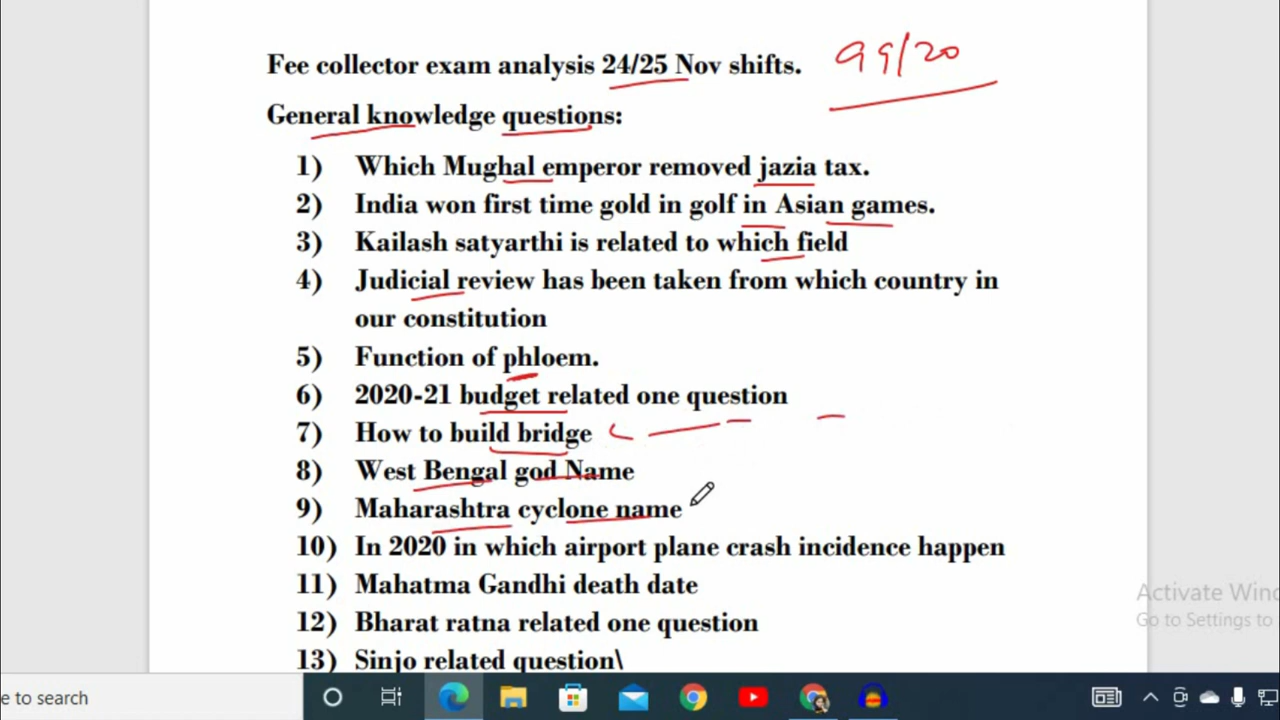 Fee collector exam analysis 24/25 Nov shifts. 99/20
General knowledge questions:
1) Which Mughal emperor removed jazia tax.
2) India won first time gold in golf in Asian games.
3) Kailash satyarthi is related to which field
4) Judicial review has been taken from which country in
our constitution
5) Function of phloem.
6) 2020-21 budget related one question
7) How to build bridge
8) West Bengal god Name
9) Maharashtra cyclone name
10) In 2020 in which airport plane crash incidence happen
11) Mahatma Gandhi death date
12) Bharat ratna related one question
Activate Wind
Go to Settings to
13) Sinjo related question\
e to search